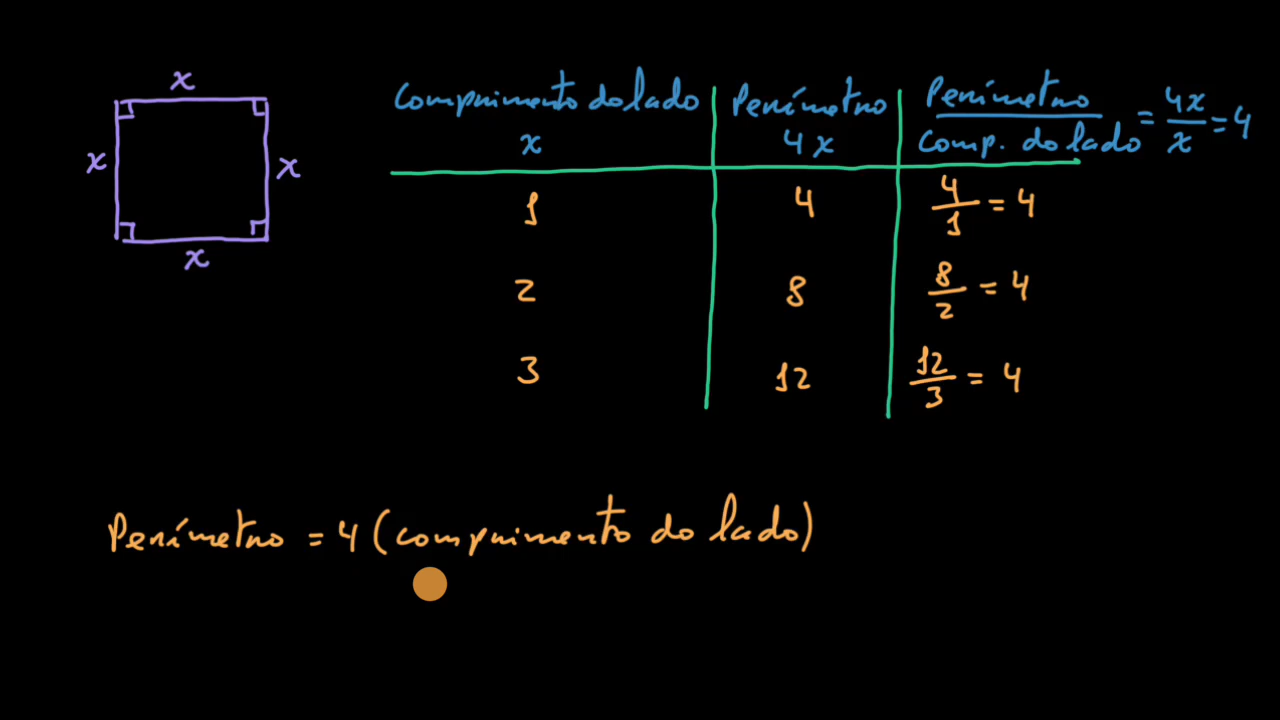 x
x
x
x
Comprimento do lado
x
Perímetro
4x
Perímetro
Comp. do lado
= 4x/x = 4
1
4
4/1 = 4
2
8
8/2 = 4
3
12
12/3 = 4
Perímetro = 4 (comprimento do lado)